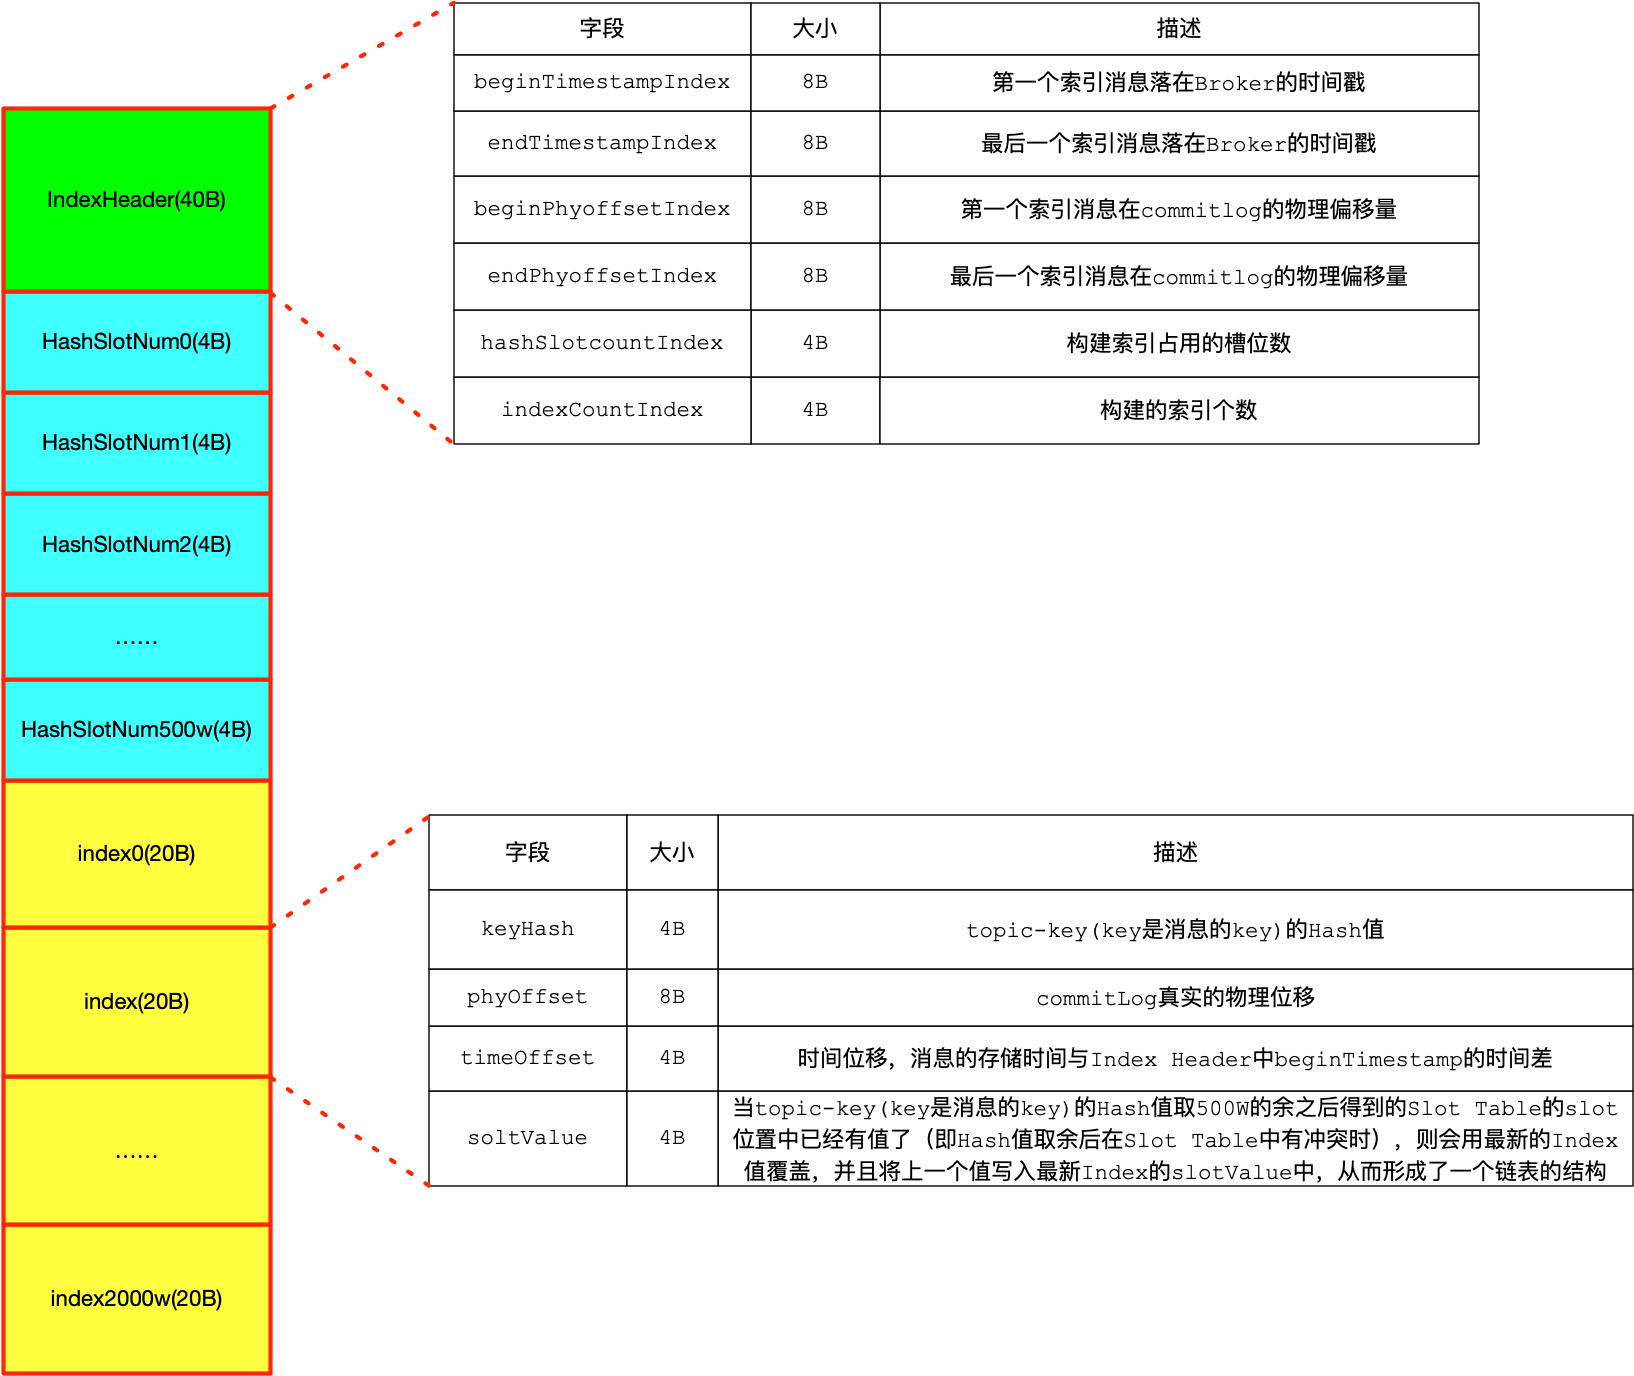 字段 大小 描述
beginTimestampIndex 8B 第一个索引消息落在Broker的时间戳
endTimestampIndex 8B 最后一个索引消息落在Broker的时间戳
beginPhyoffsetIndex 8B 第一个索引消息在commitlog的物理偏移量
endPhyoffsetIndex 8B 最后一个索引消息在commitlog的物理偏移量
hashSlotcountIndex 4B 构建索引占用的槽位数
indexCountIndex 4B 构建的索引个数
IndexHeader(40B)
HashSlotNum0(4B)
HashSlotNum1(4B)
HashSlotNum2(4B)
......
HashSlotNum500w(4B)
index0(20B)
index(20B)
......
index2000w(20B)
字段 大小 描述
keyHash 4B topic-key(key是消息的key)的Hash值
phyOffset 8B commitLog真实的物理位移
timeOffset 4B 时间位移，消息的存储时间与Index Header中beginTimestamp的时间差
soltValue 4B 当topic-key(key是消息的key)的Hash值取500W的余之后得到的Slot Table的slot
位置中已经有值了（即Hash值取余后在Slot Table中有冲突时），则会用最新的Index
值覆盖，并且将上一个值写入最新Index的slotValue中，从而形成了一个链表的结构